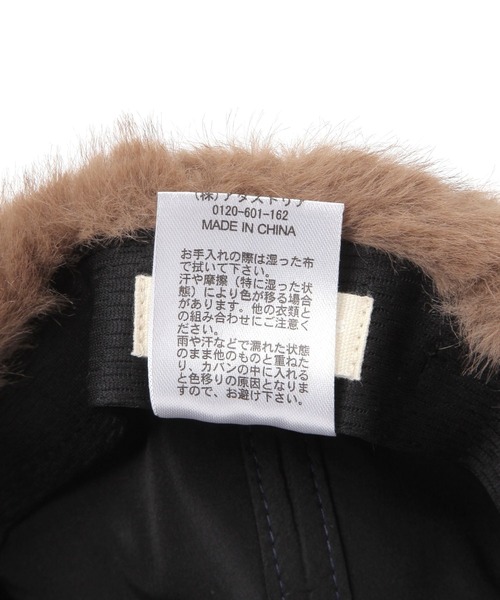 (株)アダストリア
0120-601-162
MADE IN CHINA
お手入れの際は湿った布
で拭いて下さい。
汗や摩擦（特に湿った状
態）により色が移る場合
があります。他の衣類と
の組み合わせにご注意く
ださい。
雨や汗などで濡れた状態
のまま他のものと重ねた
り、カバンの中に入れる
と色移りの原因となりま
すので、お避け下さい。